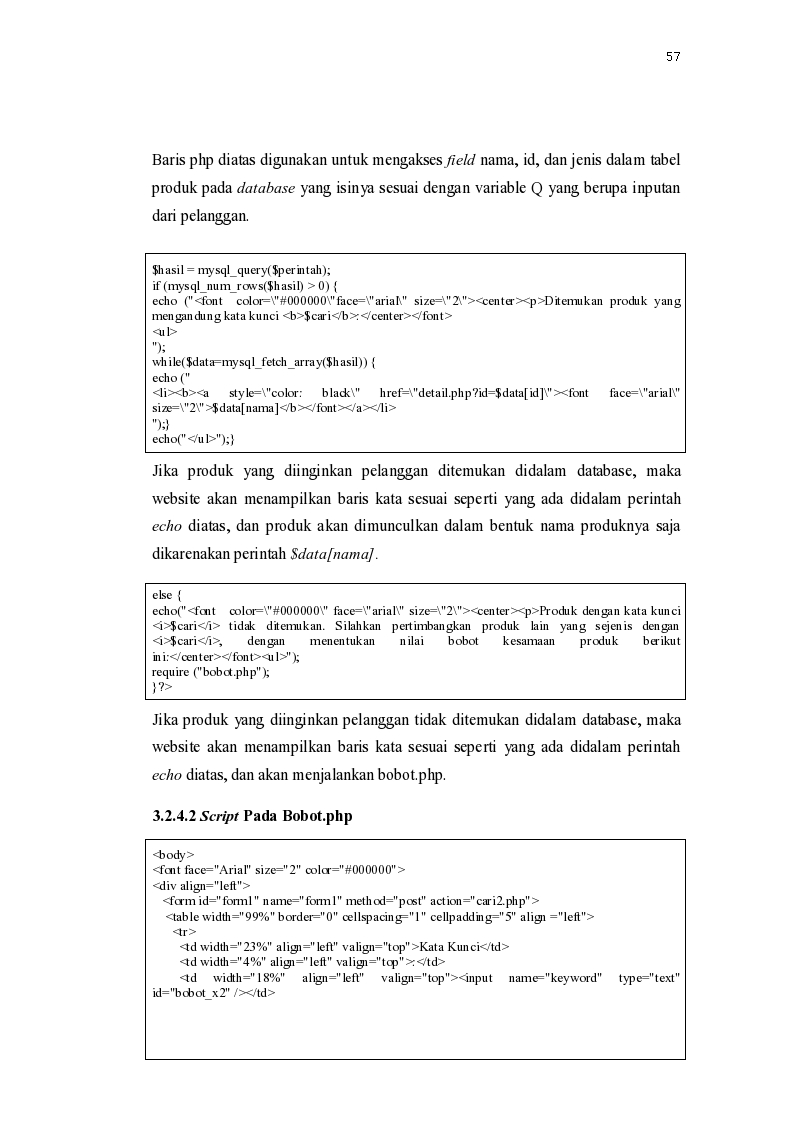 57
Baris php diatas digunakan untuk mengakses field nama, id, dan jenis dalam tabel
produk pada database yang isinya sesuai dengan variable Q yang berupa inputan
dari pelanggan.
$hasil = mysql_query($perintah);
if (mysql_num_rows($hasil) > 0) {
echo ("<font color=\"#000000\"face=\"arial\" size=\"2\"><center><p>Ditemukan produk yang
mengandung kata kunci <b>$cari</b>:</center></font>
<ul>
");
while($data=mysql_fetch_array($hasil)) {
echo ("
<li><b><a style=\"color: black\" href=\"detail.php?id=$data[id]\"><font face=\"arial\"
size=\"2\">$data[nama]</b></font></a></li>
");}
echo("</ul>");}
Jika produk yang diinginkan pelanggan ditemukan didalam database, maka
website akan menampilkan baris kata sesuai seperti yang ada didalam perintah
echo diatas, dan produk akan dimunculkan dalam bentuk nama produknya saja
dikarenakan perintah $data[nama].
else {
echo("<font color=\"#000000\" face=\"arial\" size=\"2\"><center><p>Produk dengan kata kunci
<i>$cari</i> tidak ditemukan. Silahkan pertimbangkan produk lain yang sejenis dengan
<i>$cari</i>, dengan menentukan nilai bobot kesamaan produk berikut
ini:</center></font><ul>");
require ("bobot.php");
}?>
Jika produk yang diinginkan pelanggan tidak ditemukan didalam database, maka
website akan menampilkan baris kata sesuai seperti yang ada didalam perintah
echo diatas, dan akan menjalankan bobot.php.
3.2.4.2 Script Pada Bobot.php
<body>
<font face="Arial" size="2" color="#000000">
<div align="left">
<form id="form1" name="form1" method="post" action="cari2.php">
<table width="99%" border="0" cellspacing="1" cellpadding="5" align ="left">
<tr>
<td width="23%" align="left" valign="top">Kata Kunci</td>
<td width="4%" align="left" valign="top">:</td>
<td width="18%" align="left" valign="top"><input name="keyword" type="text"
id="bobot_x2" /></td>